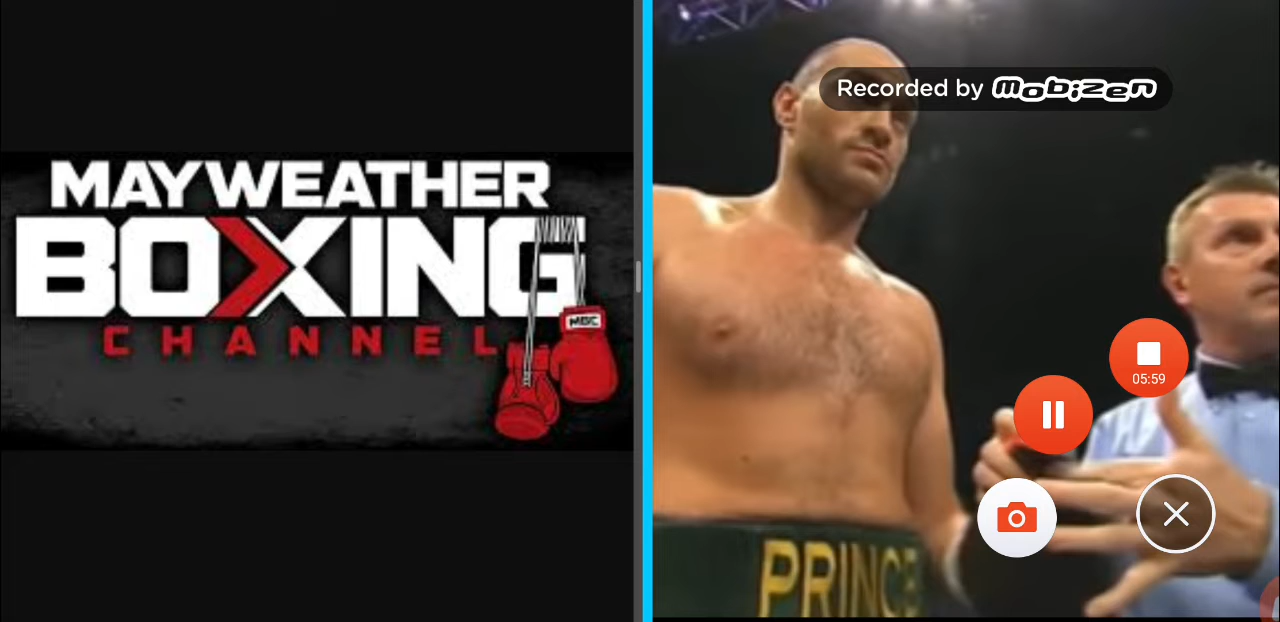 MAYWEATHER
BOXING
CHANNEL
MBC
Recorded by mobizen
05:59
PRINCE